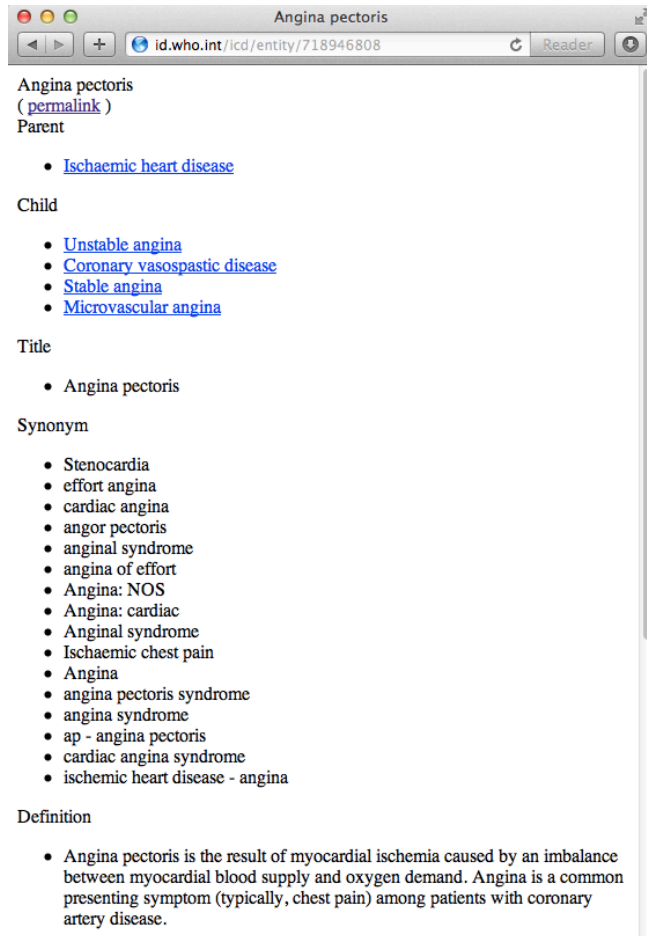 Angina pectoris
id.who.int/icd/entity/718946808
Reader
Angina pectoris
( permalink )
Parent
Ischaemic heart disease
Child
Unstable angina
Coronary vasospastic disease
Stable angina
Microvascular angina
Title
Angina pectoris
Synonym
Stenocardia
effort angina
cardiac angina
angor pectoris
anginal syndrome
angina of effort
Angina: NOS
Angina: cardiac
Anginal syndrome
Ischaemic chest pain
Angina
angina pectoris syndrome
angina syndrome
ap - angina pectoris
cardiac angina syndrome
ischemic heart disease - angina
Definition
Angina pectoris is the result of myocardial ischemia caused by an imbalance
between myocardial blood supply and oxygen demand. Angina is a common
presenting symptom (typically, chest pain) among patients with coronary
artery disease.